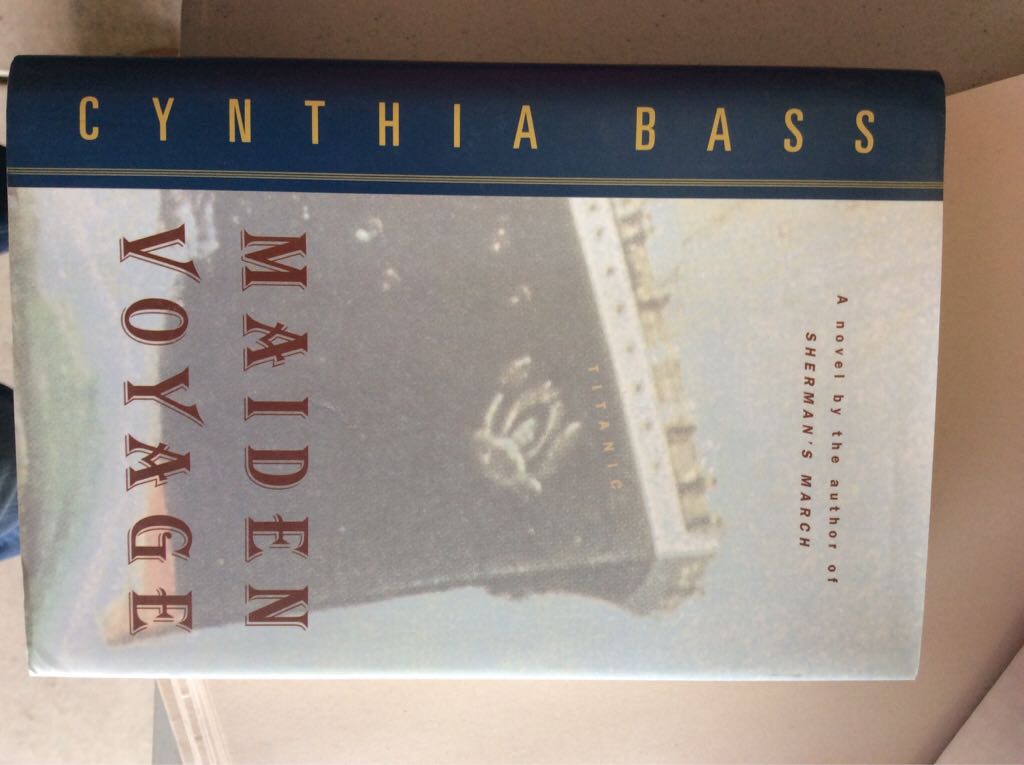 CYNTHIA BASS
A novel by the author of
SHERMAN'S MARCH
TITANIC
MAIDEN
VOYAGE